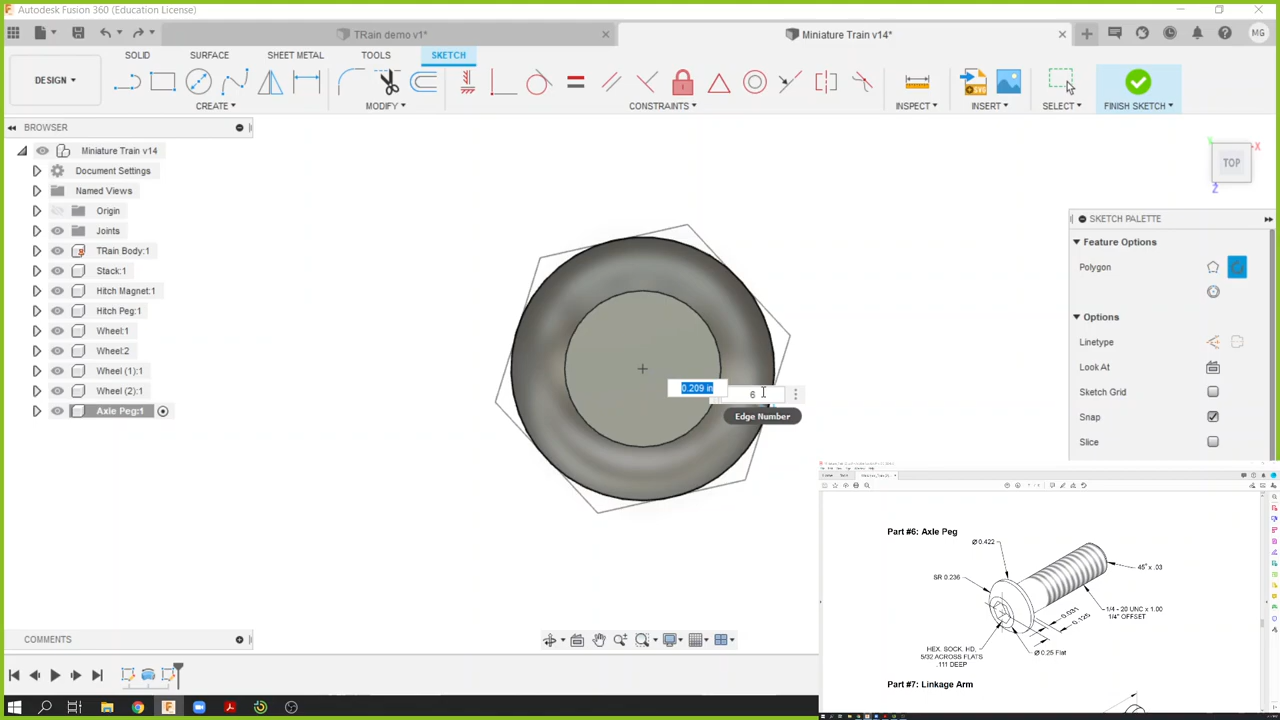 Autodesk Fusion 360 (Education License)
TRain demo v1*
Miniature Train v14*
MG
DESIGN
SOLID
SURFACE
SHEET METAL
TOOLS
SKETCH
CREATE
MODIFY
CONSTRAINTS
INSPECT
INSERT
SELECT
FINISH SKETCH
BROWSER
Miniature Train v14
Document Settings
Named Views
Origin
Joints
TRain Body:1
Stack:1
Hitch Magnet:1
Hitch Peg:1
Wheel:1
Wheel:2
Wheel (1):1
Wheel (2):1
Axle Peg:1
TOP
X
Y
Z
SKETCH PALETTE
Feature Options
Polygon
Options
Linetype
Look At
Sketch Grid
Snap
Slice
0.209 in
6
Edge Number
Part #6: Axle Peg
Ø 0.422
SR 0.236
45° x .03
1/4 - 20 UNC x 1.00
1/4" OFFSET
0.031
0.125
Ø 0.25 Flat
HEX. SOCK. HD,
5/32 ACROSS FLATS
.111 DEEP
Part #7: Linkage Arm
COMMENTS